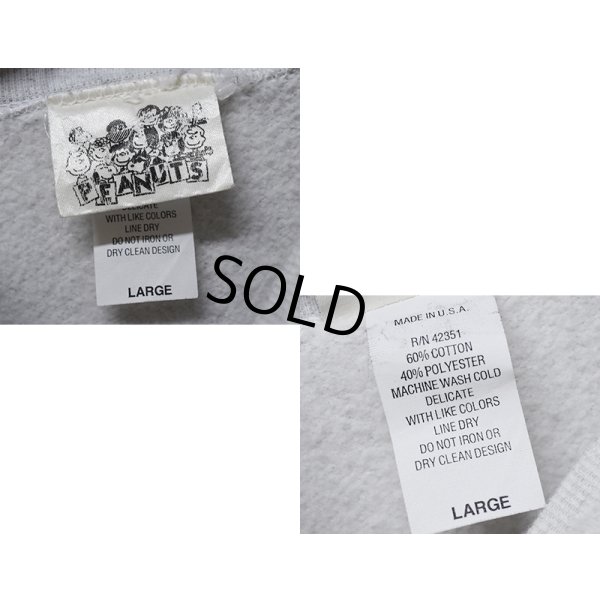 PEANUTS
DELICATE
WITH LIKE COLORS
LINE DRY
DO NOT IRON OR
DRY CLEAN DESIGN
LARGE
SOLD
MADE IN U.S.A.
R/N 42351
60% COTTON
40% POLYESTER
MACHINE WASH COLD
DELICATE
WITH LIKE COLORS
LINE DRY
DO NOT IRON OR
DRY CLEAN DESIGN
LARGE